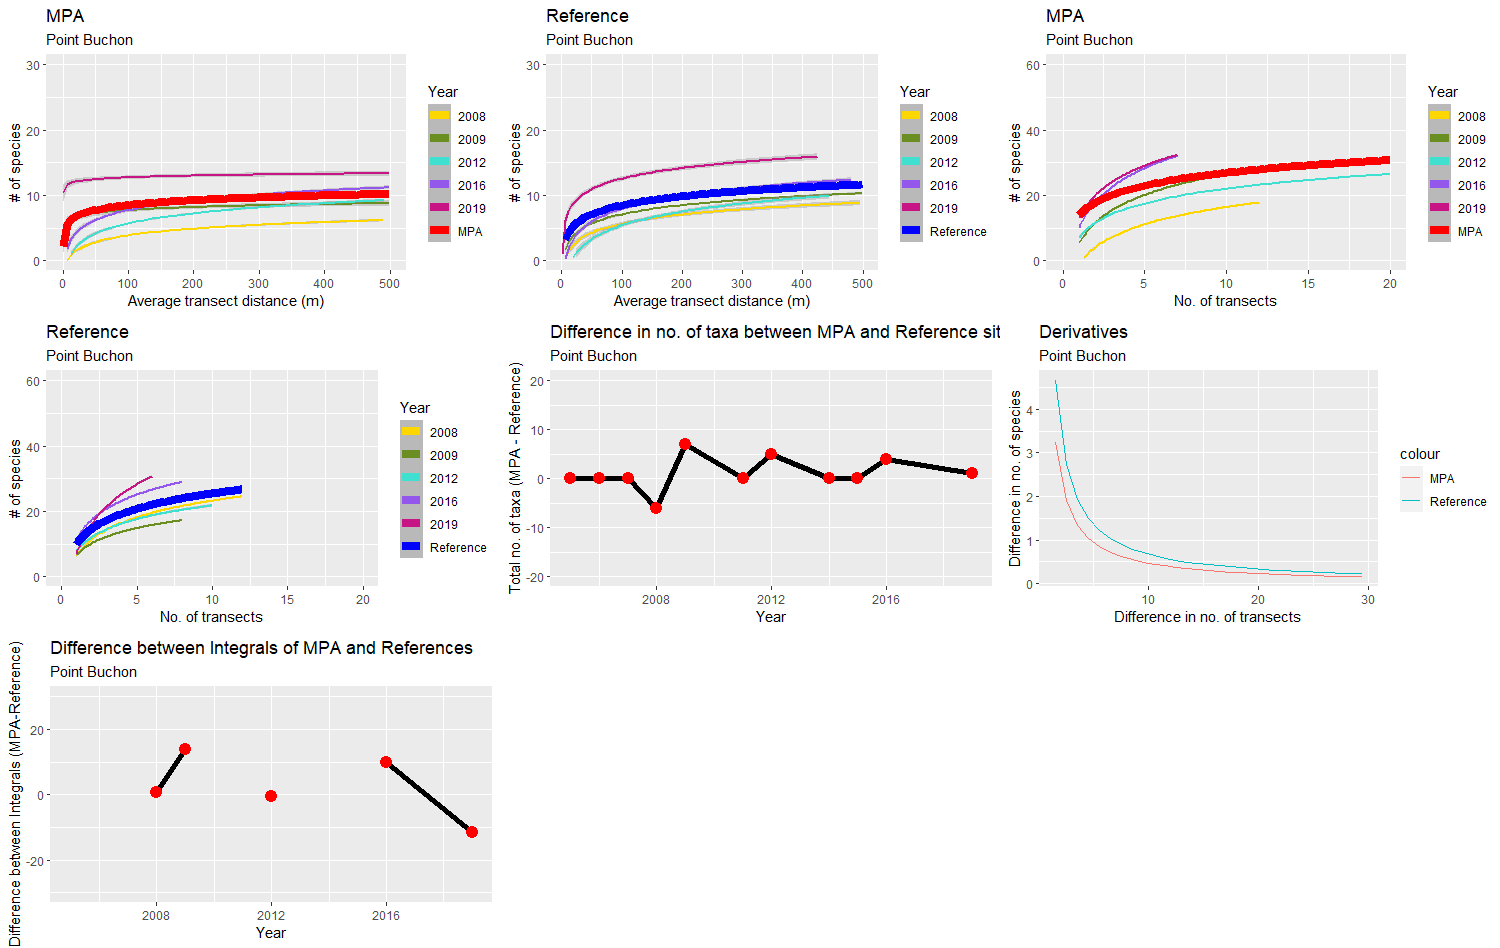 MPA
Point Buchon
# of species
30
20
10
0
0
100
200
300
400
500
Average transect distance (m)
Year
2008
2009
2012
2016
2019
MPA
Reference
Point Buchon
# of species
30
20
10
0
0
100
200
300
400
500
Average transect distance (m)
Year
2008
2009
2012
2016
2019
Reference
MPA
Point Buchon
# of species
60
40
20
0
0
5
10
15
20
No. of transects
Year
2008
2009
2012
2016
2019
MPA
Reference
Point Buchon
# of species
60
40
20
0
0
5
10
15
20
No. of transects
Year
2008
2009
2012
2016
2019
Reference
Difference in no. of taxa between MPA and Reference sit
Point Buchon
Total no. of taxa (MPA - Reference)
20
10
0
-10
-20
2008
2012
2016
Year
Derivatives
Point Buchon
Difference in no. of species
4
3
2
1
0
10
20
30
Difference in no. of transects
colour
MPA
Reference
Difference between Integrals of MPA and References
Point Buchon
Difference between Integrals (MPA-Reference)
20
0
-20
2008
2012
2016
Year